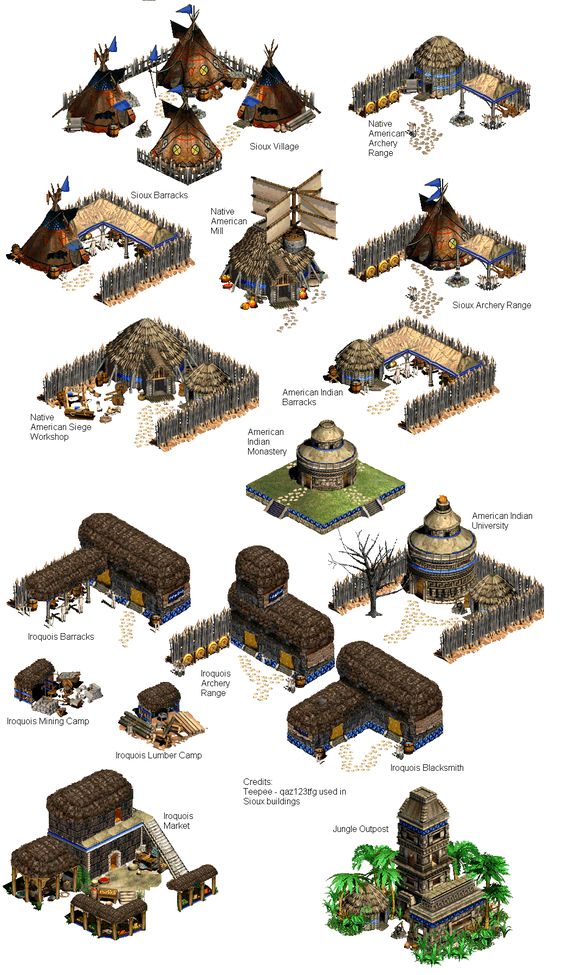 Sioux Village
Native
American
Archery
Range
Sioux Barracks
Native
American
Mill
Sioux Archery Range
Native
American Siege
Workshop
American Indian
Barracks
American
Indian
Monastery
American Indian
University
Iroquois Barracks
Iroquois
Archery
Range
Iroquois Mining Camp
Iroquois Lumber Camp
Iroquois Blacksmith
Credits:
Teepee - qaz123tfg used in
Sioux buildings
Iroquois
Market
Jungle Outpost